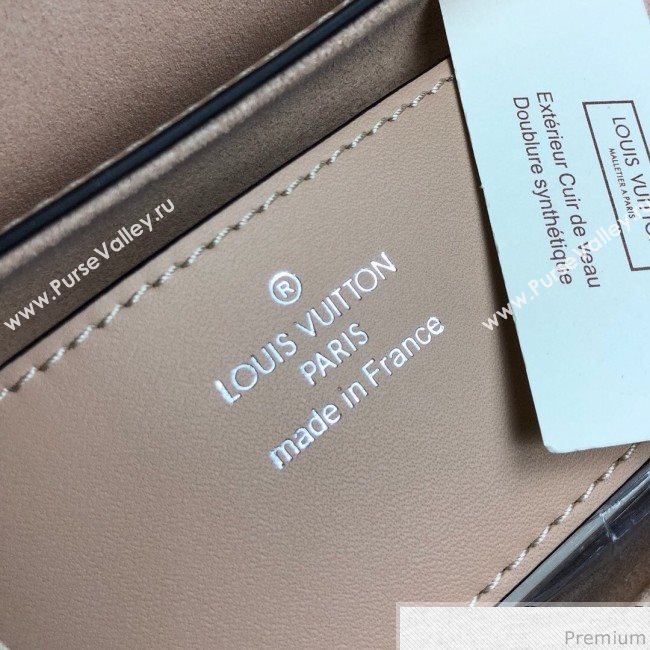 ®
LOUIS VUITTON
PARIS
made in France
LOUIS VUITTON
MALLETIER A PARIS
Extérieur Cuir de Veau
Doublure synthétique
www.PurseValley.ru
www.PurseValley.ru
Premium